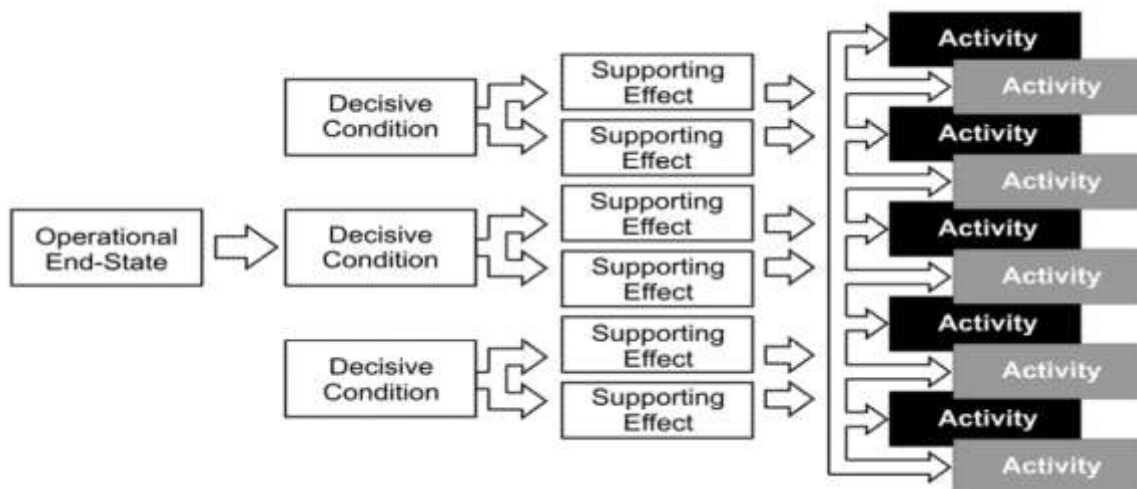 Operational
End-State
Decisive
Condition
Decisive
Condition
Decisive
Condition
Supporting
Effect
Supporting
Effect
Supporting
Effect
Supporting
Effect
Supporting
Effect
Supporting
Effect
Activity
Activity
Activity
Activity
Activity
Activity
Activity
Activity
Activity
Activity